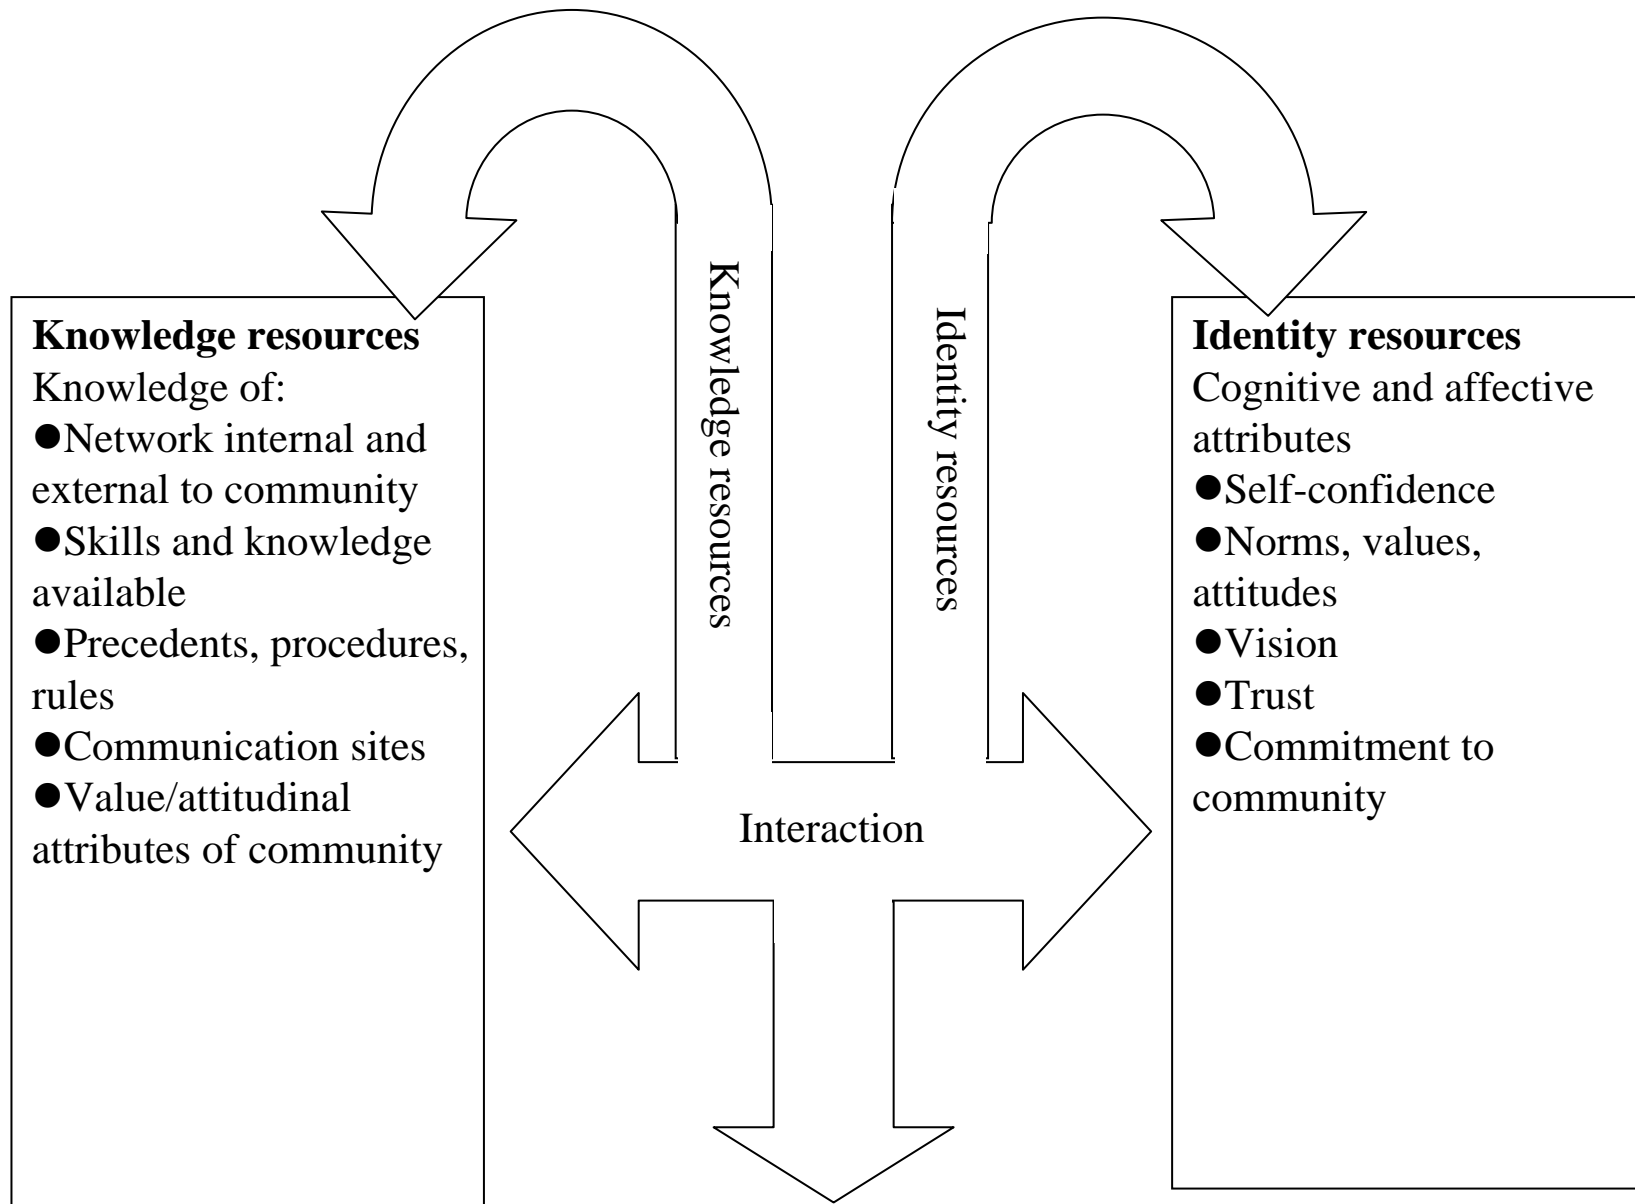 Knowledge resources
Knowledge of:
●Network internal and
external to community
●Skills and knowledge
available
●Precedents, procedures,
rules
●Communication sites
●Value/attitudinal
attributes of community
Knowledge resources
Identity resources
Interaction
Identity resources
Cognitive and affective
attributes
●Self-confidence
●Norms, values,
attitudes
●Vision
●Trust
●Commitment to
community